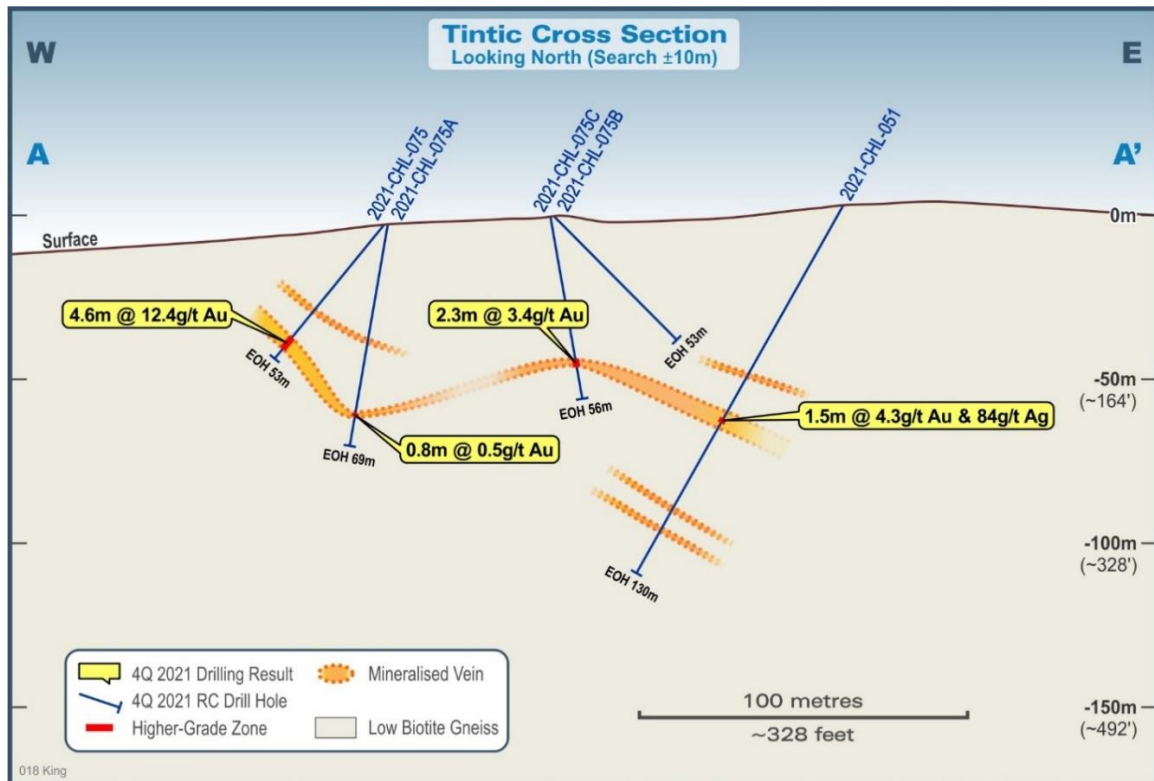 Tintic Cross Section
Looking North (Search ±10m)
W
E
A
A'
2021-CHL-075
2021-CHL-075A
2021-CHL-075C
2021-CHL-075B
2021-CHL-051
0m
Surface
4.6m @ 12.4g/t Au
2.3m @ 3.4g/t Au
EOH 53m
EOH 53m
-50m
(~164')
EOH 56m
1.5m @ 4.3g/t Au & 84g/t Ag
0.8m @ 0.5g/t Au
EOH 69m
-100m
(~328')
EOH 130m
4Q 2021 Drilling Result
Mineralised Vein
4Q 2021 RC Drill Hole
Higher-Grade Zone
Low Biotite Gneiss
100 metres
~328 feet
-150m
(~492')
018 King